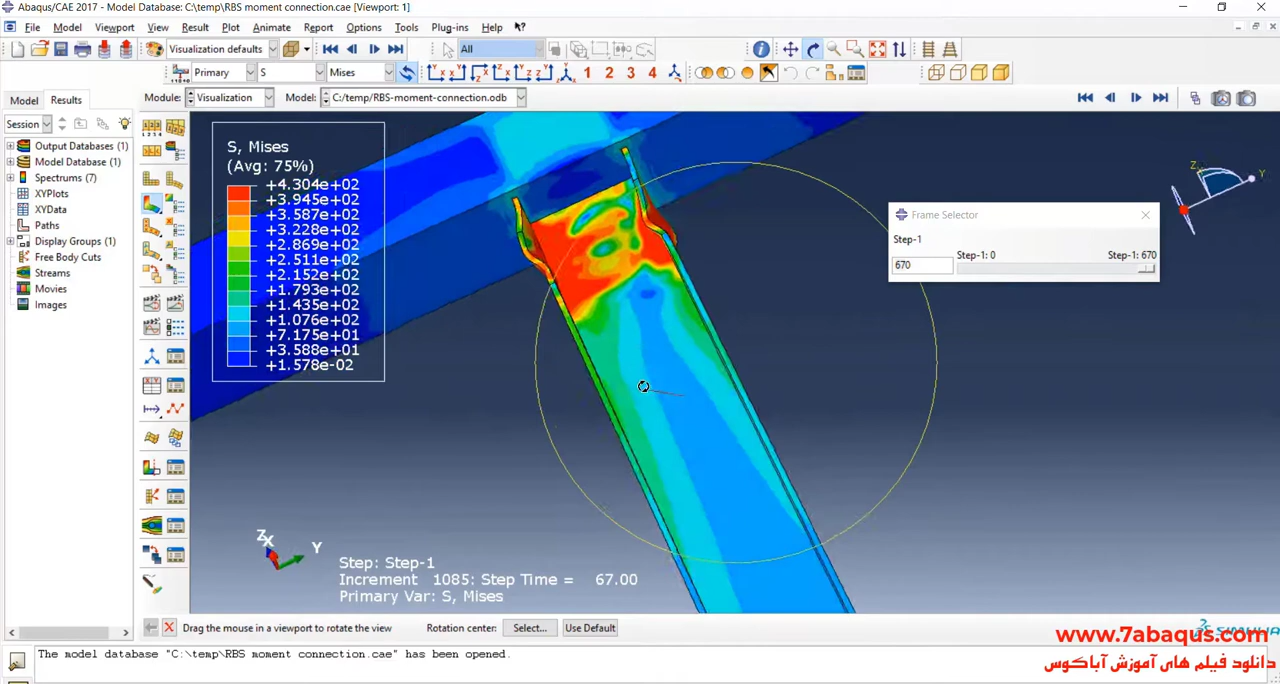 Abaqus/CAE 2017 - Model Database: C:\temp\RBS moment connection.cae [Viewport: 1]
File Model Viewport View Result Plot Animate Report Options Tools Plug-ins Help
Visualization defaults All
Primary S Mises 1 2 3 4
Model Results Module: Visualization Model: C:/temp/RBS-moment-connection.odb
Session
Output Databases (1)
Model Database (1)
Spectrums (7)
XYPlots
XYData
Paths
Display Groups (1)
Free Body Cuts
Streams
Movies
Images
S, Mises
(Avg: 75%)
+4.304e+02
+3.945e+02
+3.587e+02
+3.228e+02
+2.869e+02
+2.511e+02
+2.152e+02
+1.793e+02
+1.435e+02
+1.076e+02
+7.175e+01
+3.588e+01
+1.578e-02
Z Y
Frame Selector
Step-1
670 Step-1: 0 Step-1: 670
Z X Y
Step: Step-1
Increment 1085: Step Time = 67.00
Primary Var: S, Mises
Drag the mouse in a viewport to rotate the view Rotation center: Select... Use Default
www.7abaqus.com
دانلود فیلم های آموزش آباکوس
The model database "C:\temp\RBS moment connection.cae" has been opened.